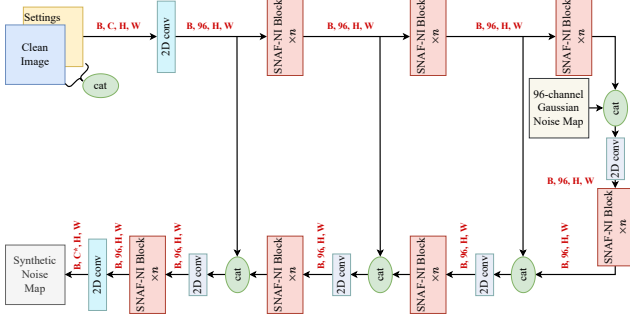 Settings
Clean
Image
cat
B, C, H, W
2D conv
B, 96, H, W
SNAF-NI Block
×n
B, 96, H, W
SNAF-NI Block
×n
B, 96, H, W
SNAF-NI Block
×n
96-channel
Gaussian
Noise Map
cat
2D conv
B, 96, H, W
SNAF-NI Block
×n
B, 96, H, W
cat
2D conv
B, 96, H, W
SNAF-NI Block
×n
cat
2D conv
B, 96, H, W
SNAF-NI Block
×n
cat
2D conv
B, 96, H, W
SNAF-NI Block
×n
B, 96, H, W
2D conv
B, C*, H, W
Synthetic
Noise
Map